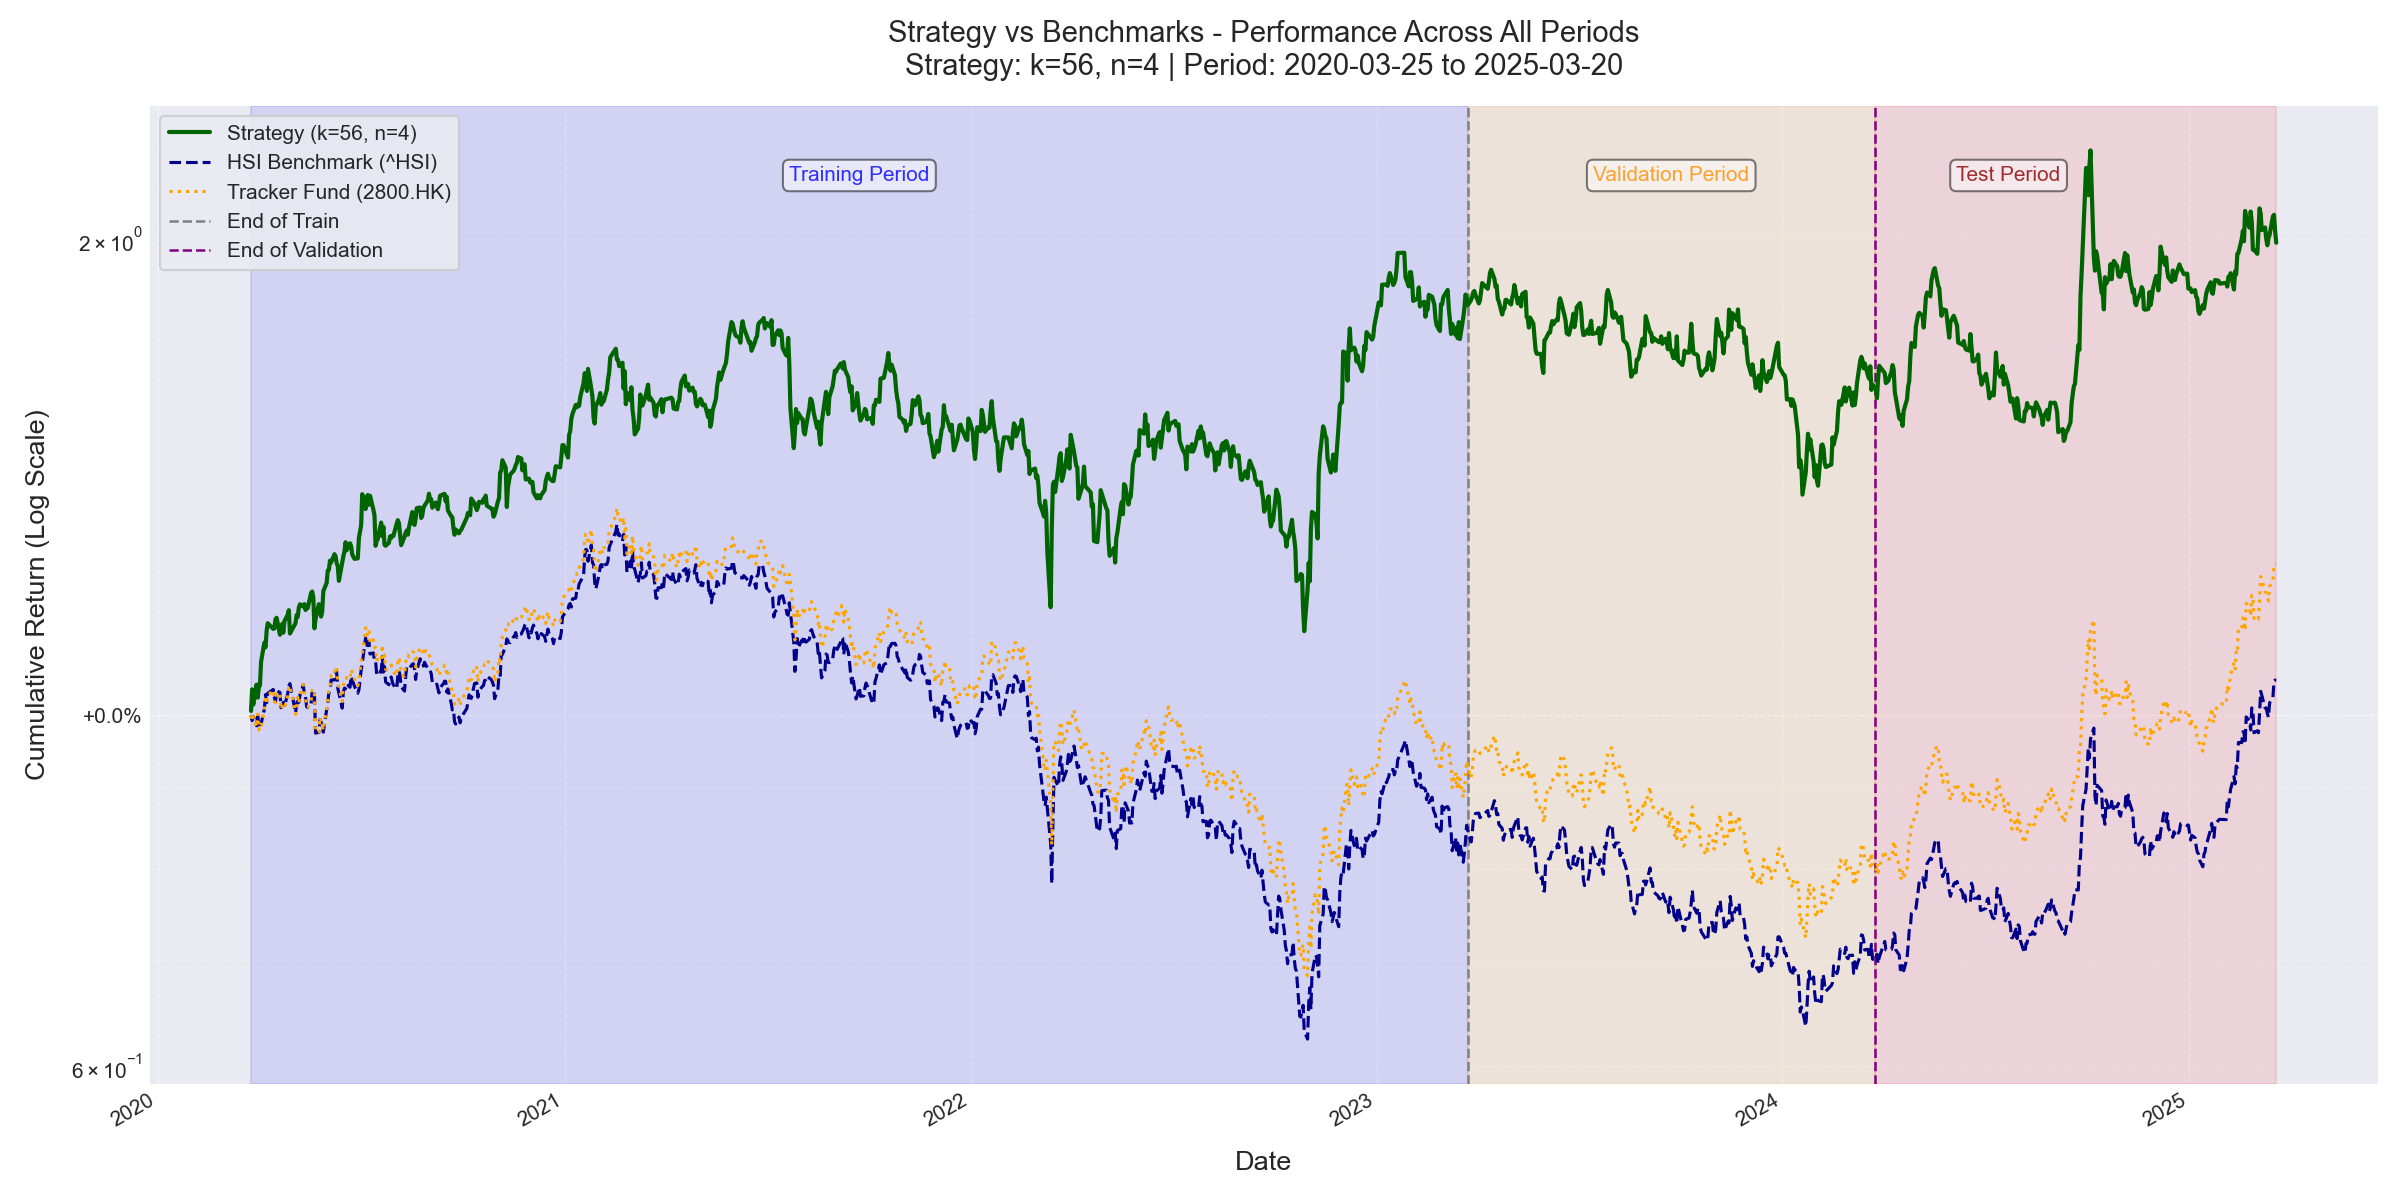 Strategy vs Benchmarks - Performance Across All Periods
Strategy: k=56, n=4 | Period: 2020-03-25 to 2025-03-20
Strategy (k=56, n=4)
HSI Benchmark (^HSI)
Tracker Fund (2800.HK)
End of Train
End of Validation
Training Period
Validation Period
Test Period
Cumulative Return (Log Scale)
2 × 10⁰
+0.0%
6 × 10⁻¹
2020
2021
2022
2023
2024
2025
Date